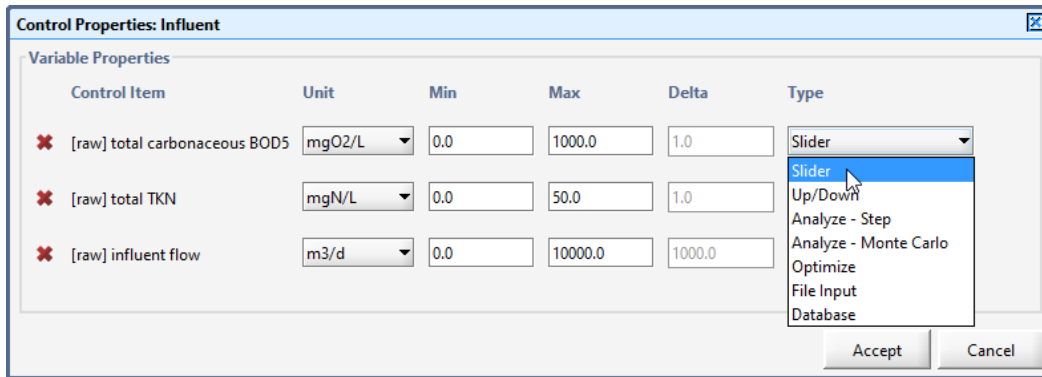 Control Properties: Influent
Variable Properties
Control Item Unit Min Max Delta Type
[raw] total carbonaceous BOD5 mgO2/L 0.0 1000.0 1.0 Slider
Slider
[raw] total TKN mgN/L 0.0 50.0 1.0 Up/Down
Analyze - Step
Analyze - Monte Carlo
[raw] influent flow m3/d 0.0 10000.0 1000.0 Optimize
File Input
Database
Accept Cancel